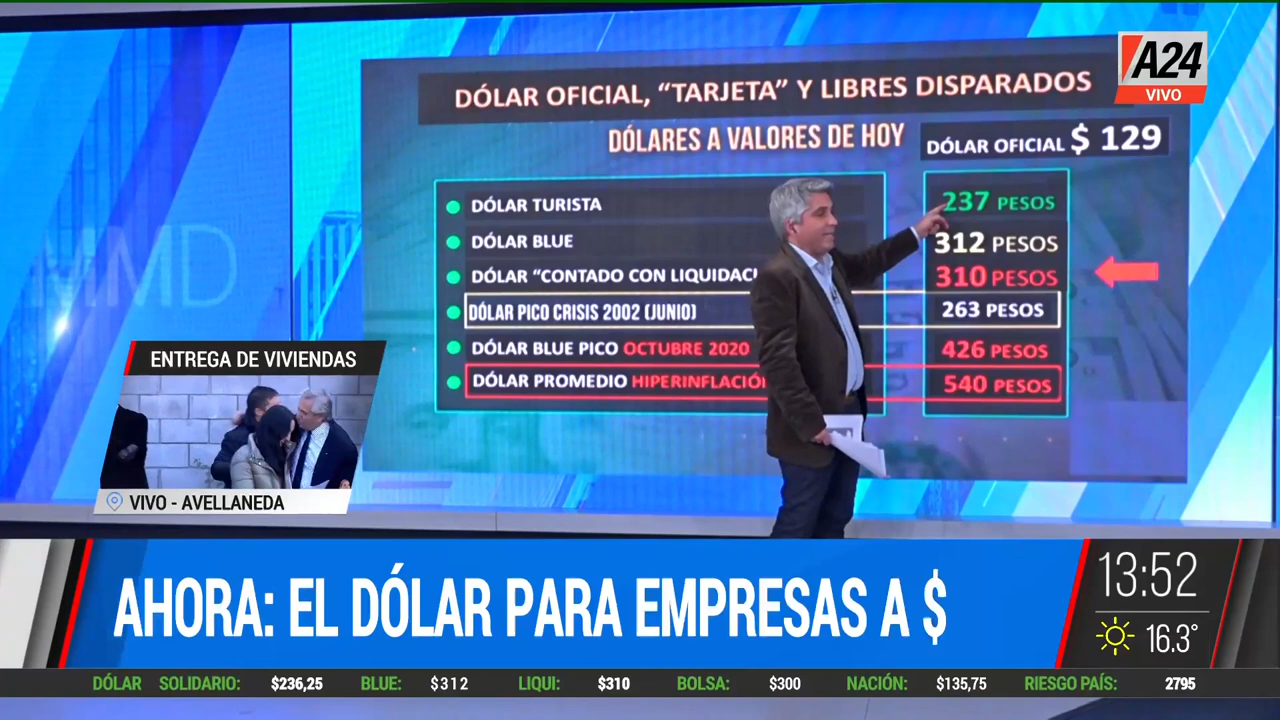 A24
VIVO
DÓLAR OFICIAL, “TARJETA” Y LIBRES DISPARADOS
DÓLARES A VALORES DE HOY
DÓLAR OFICIAL $ 129
DÓLAR TURISTA 237 PESOS
DÓLAR BLUE 312 PESOS
DÓLAR “CONTADO CON LIQUIDACI 310 PESOS
DÓLAR PICO CRISIS 2002 (JUNIO) 263 PESOS
DÓLAR BLUE PICO OCTUBRE 2020 426 PESOS
DÓLAR PROMEDIO HIPERINFLACIÓN 540 PESOS
MMD
ENTREGA DE VIVIENDAS
VIVO - AVELLANEDA
AHORA: EL DÓLAR PARA EMPRESAS A $
13:52
16.3°
DÓLAR SOLIDARIO: $236,25 BLUE: $312 LIQUI: $310 BOLSA: $300 NACIÓN: $135,75 RIESGO PAÍS: 2795